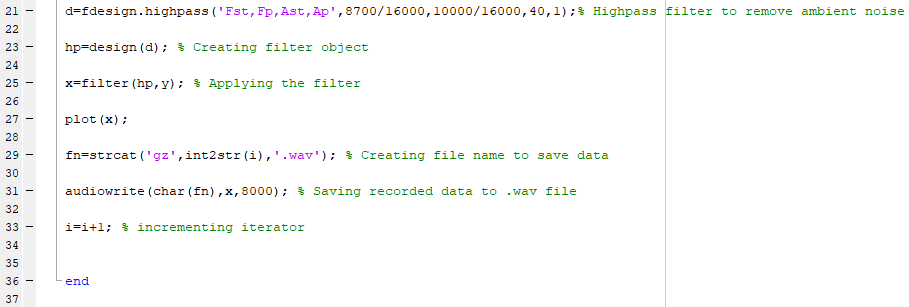 21 – d=fdesign.highpass('Fst,Fp,Ast,Ap',8700/16000,10000/16000,40,1);% Highpass filter to remove ambient noise
22
23 – hp=design(d); % Creating filter object
24
25 – x=filter(hp,y); % Applying the filter
26
27 – plot(x);
28
29 – fn=strcat('gz',int2str(i),'.wav'); % Creating file name to save data
30
31 – audiowrite(char(fn),x,8000); % Saving recorded data to .wav file
32
33 – i=i+1; % incrementing iterator
34
35
36 – end
37